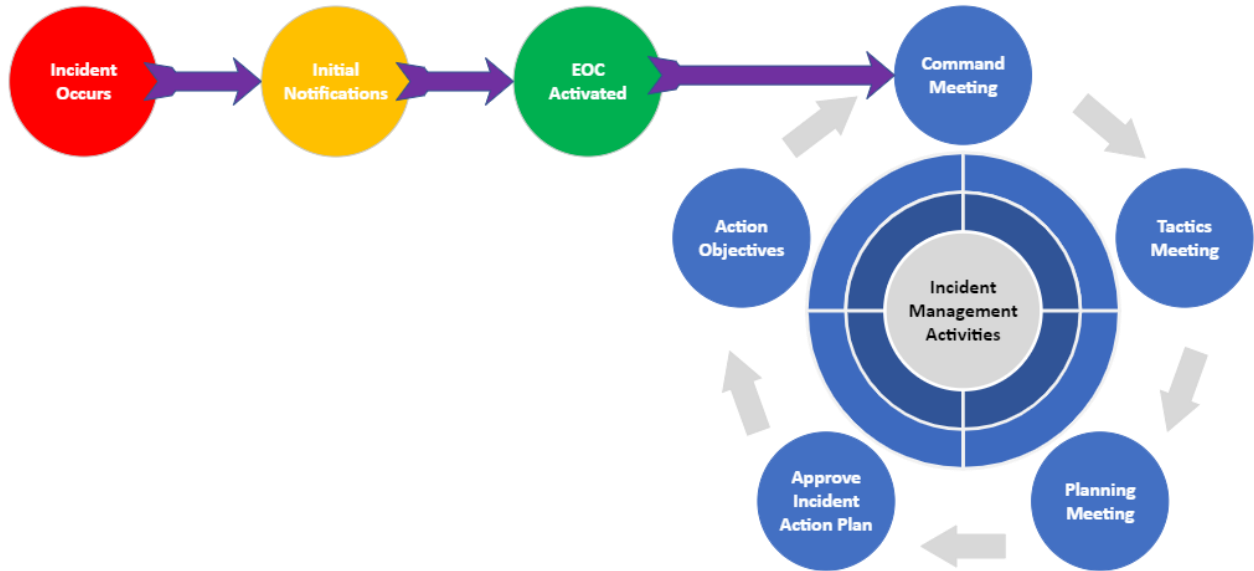 Incident
Occurs
Initial
Notifications
EOC
Activated
Command
Meeting
Tactics
Meeting
Planning
Meeting
Approve
Incident
Action Plan
Action
Objectives
Incident
Management
Activities